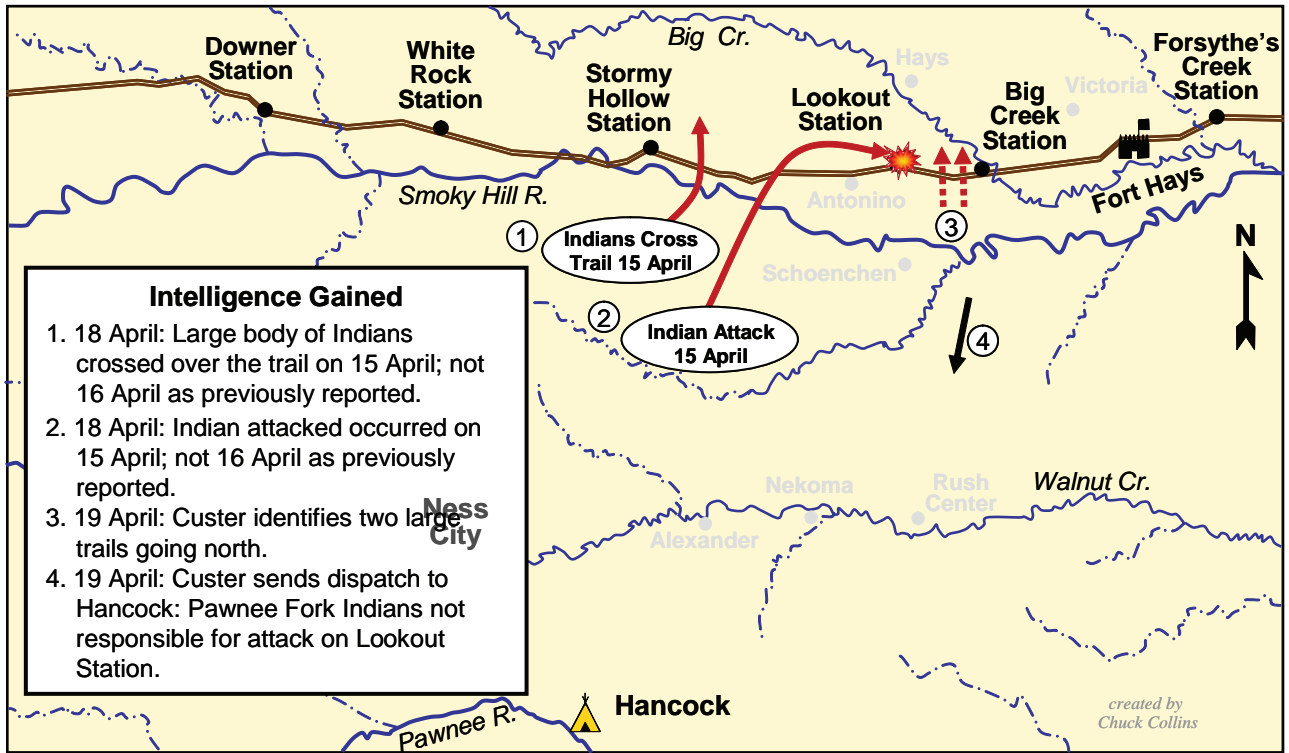 Big Cr.
Downer
Station
White
Rock
Station
Stormy
Hollow
Station
Lookout
Station
Hays
Big
Creek
Station
Victoria
Forsythe's
Creek
Station
Fort Hays
Smoky Hill R.
Antonino
Schoenchen
1
Indians Cross
Trail 15 April
2
Indian Attack
15 April
3
4
N
Intelligence Gained
1. 18 April: Large body of Indians
crossed over the trail on 15 April; not
16 April as previously reported.
2. 18 April: Indian attacked occurred on
15 April; not 16 April as previously
reported.
3. 19 April: Custer identifies two large
trails going north.
4. 19 April: Custer sends dispatch to
Hancock: Pawnee Fork Indians not
responsible for attack on Lookout
Station.
Ness
City
Nekoma
Alexander
Rush
Center
Walnut Cr.
Pawnee R.
Hancock
created by
Chuck Collins